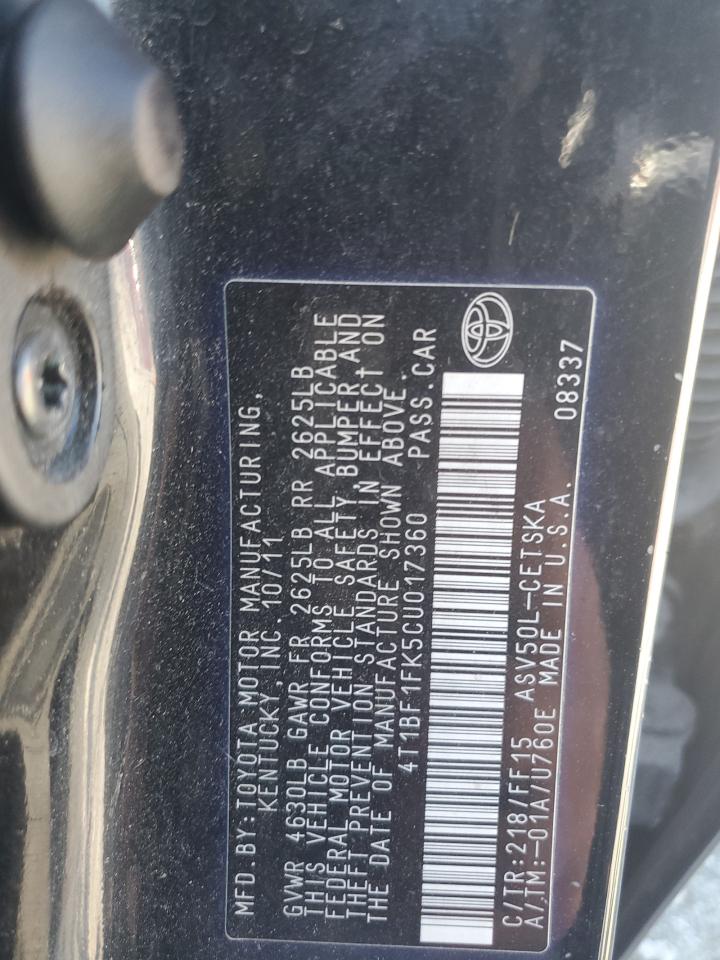 MFD.BY:TOYOTA MOTOR MANUFACTURING,
KENTUCKY, INC. 10/11
GVWR 4630LB GAWR FR 2625LB RR 2625LB
THIS VEHICLE CONFORMS TO ALL APPLICABLE
FEDERAL MOTOR VEHICLE SAFETY, BUMPER, AND
THEFT PREVENTION STANDARDS IN EFFECT ON
THE DATE OF MANUFACTURE SHOWN ABOVE.
4T1BF1FK5CU017360 PASS.CAR
C/TR:218/FF15 ASV50L-CETSKA
A/TM:-01A/U760E MADE IN U.S.A. 08337